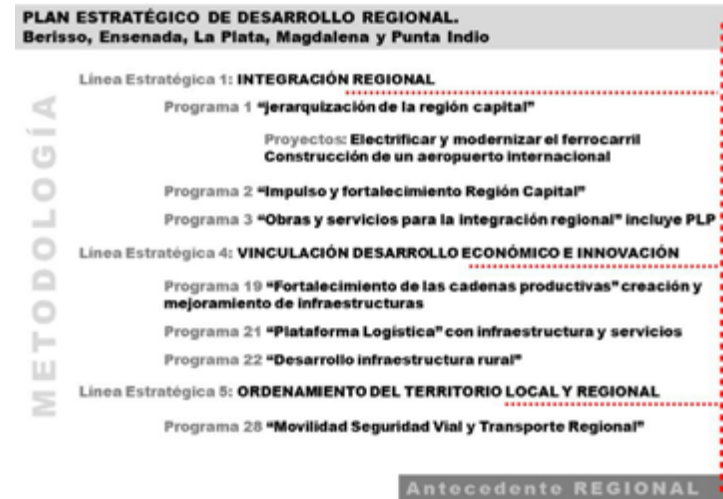 PLAN ESTRATÉGICO DE DESARROLLO REGIONAL.
Berisso, Ensenada, La Plata, Magdalena y Punta Indio
METODOLOGÍA
Línea Estratégica 1: INTEGRACIÓN REGIONAL
Programa 1 “jerarquización de la región capital”
Proyectos: Electrificar y modernizar el ferrocarril
Construcción de un aeropuerto internacional
Programa 2 “Impulso y fortalecimiento Región Capital”
Programa 3 “Obras y servicios para la integración regional” incluye PLP
Línea Estratégica 4: VINCULACIÓN DESARROLLO ECONÓMICO E INNOVACIÓN
Programa 19 “Fortalecimiento de las cadenas productivas” creación y
mejoramiento de infraestructuras
Programa 21 “Plataforma Logística” con infraestructura y servicios
Programa 22 “Desarrollo infraestructura rural”
Línea Estratégica 5: ORDENAMIENTO DEL TERRITORIO LOCAL Y REGIONAL
Programa 28 “Movilidad Seguridad Vial y Transporte Regional”
Antecedente REGIONAL